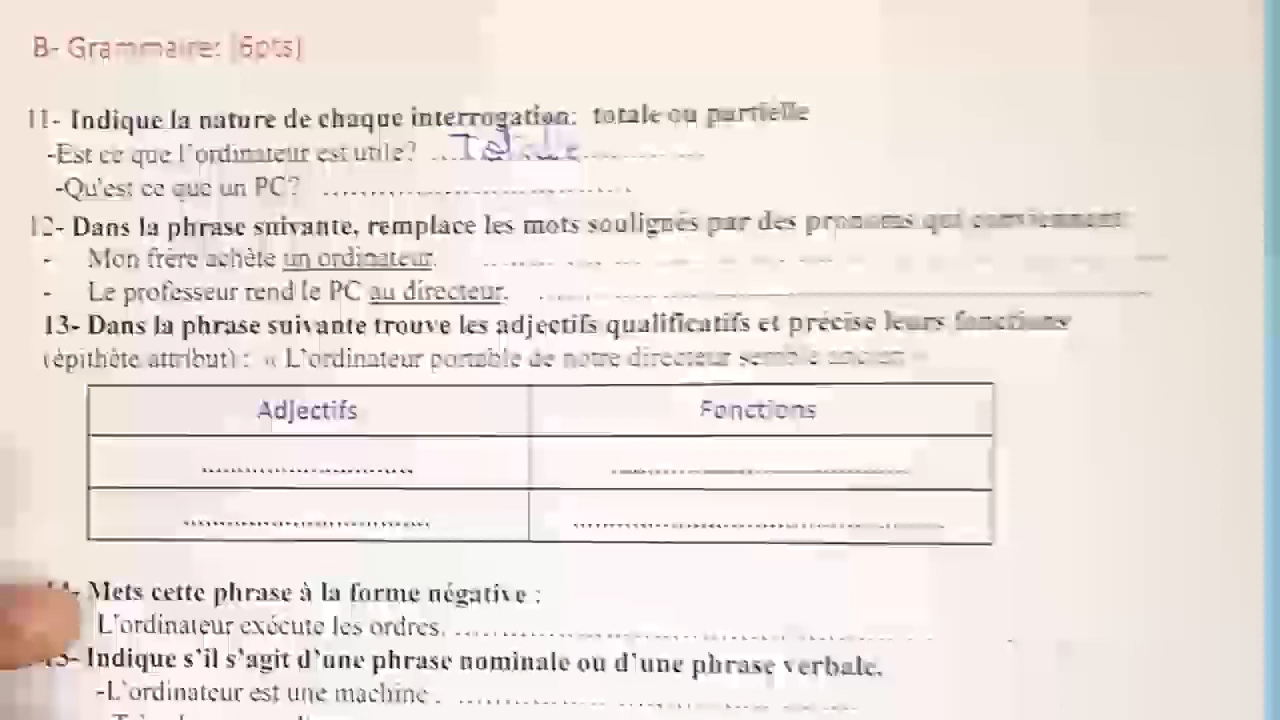 B- Grammaire: (6pts)
11- Indique la nature de chaque interrogation: totale ou partielle
-Est ce que l'ordinateur est utile? .... Totale ....
-Qu'est ce que un PC? ....
12- Dans la phrase suivante, remplace les mots soulignés par des pronoms qui conviennent
- Mon frère achète un ordinateur. ....
- Le professeur rend le PC au directeur. ....
13- Dans la phrase suivante trouve les adjectifs qualificatifs et précise leurs fonctions
(épithète attribut) : « L'ordinateur portable de notre directeur semble ancien »
Adjectifs Fonctions
14- Mets cette phrase à la forme négative :
L'ordinateur exécute les ordres. ....
15- Indique s'il s'agit d'une phrase nominale ou d'une phrase verbale.
-L'ordinateur est une machine . ....